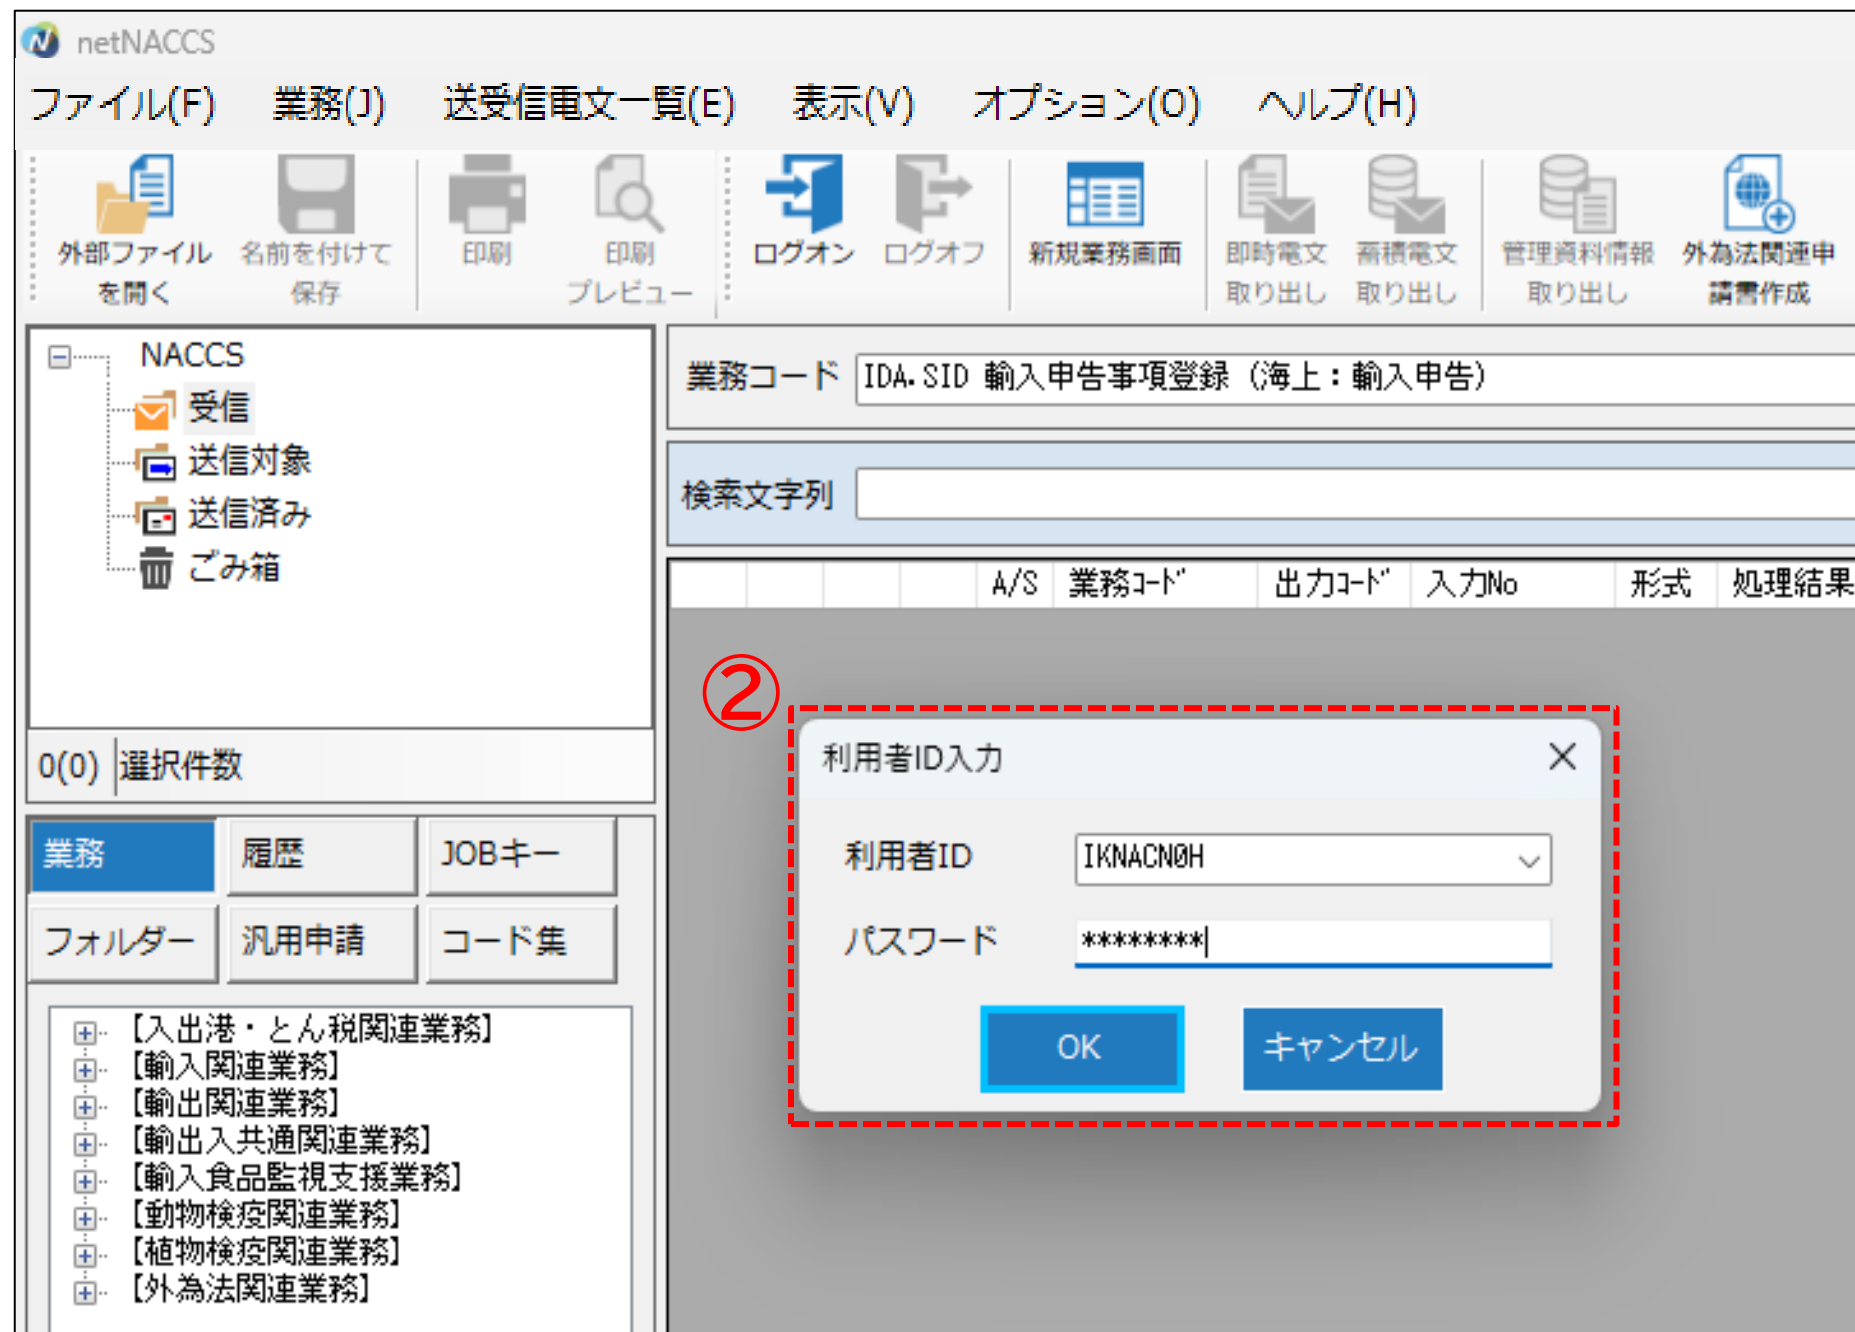 netNACCS
ファイル(F) 業務(J) 送受信電文一覧(E) 表示(V) オプション(O) ヘルプ(H)
外部ファイル
を開く
名前を付けて
保存
印刷
印刷
プレビュー
ログオン
ログオフ
新規業務画面
即時電文
取り出し
蓄積電文
取り出し
管理資料情報
取り出し
外為法関連申
請書作成
NACCS
受信
送信対象
送信済み
ごみ箱
0(0) 選択件数
業務コード IDA.SID 輸入申告事項登録（海上：輸入申告）
検索文字列
A/S 業務ｺｰﾄﾞ 出力ｺｰﾄﾞ 入力No 形式 処理結果
②
利用者ID入力
利用者ID IKNACN0H
パスワード ********
OK キャンセル
業務 履歴 JOBキー
フォルダー 汎用申請 コード集
【入出港・とん税関連業務】
【輸入関連業務】
【輸出関連業務】
【輸出入共通関連業務】
【輸入食品監視支援業務】
【動物検疫関連業務】
【植物検疫関連業務】
【外為法関連業務】